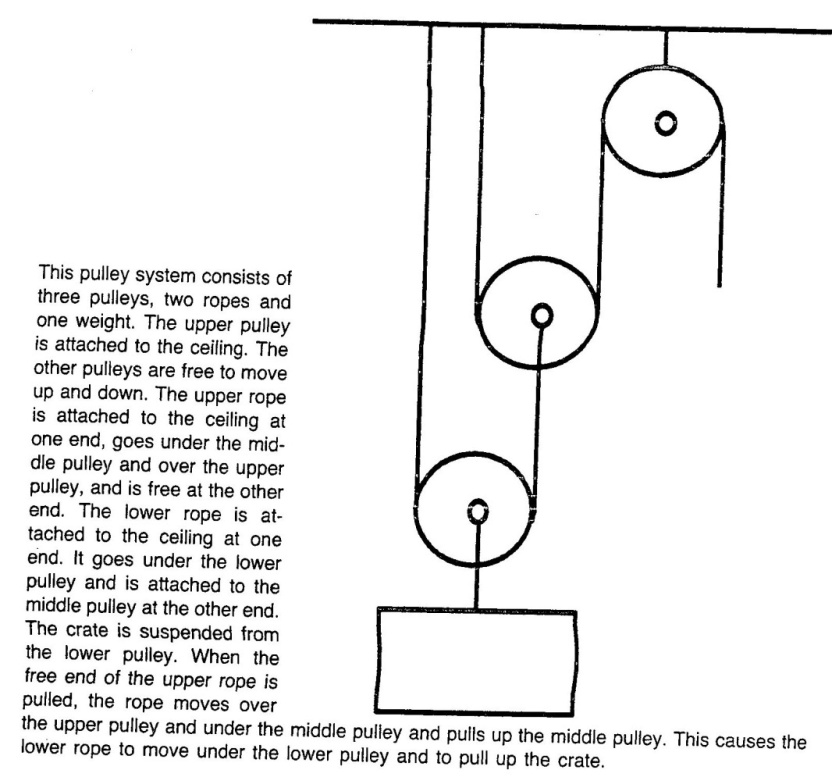 This pulley system consists of
three pulleys, two ropes and
one weight. The upper pulley
is attached to the ceiling. The
other pulleys are free to move
up and down. The upper rope
is attached to the ceiling at
one end, goes under the mid-
dle pulley and over the upper
pulley, and is free at the other
end. The lower rope is at-
tached to the ceiling at one
end. It goes under the lower
pulley and is attached to the
middle pulley at the other end.
The crate is suspended from
the lower pulley. When the
free end of the upper rope is
pulled, the rope moves over
the upper pulley and under the middle pulley and pulls up the middle pulley. This causes the
lower rope to move under the lower pulley and to pull up the crate.